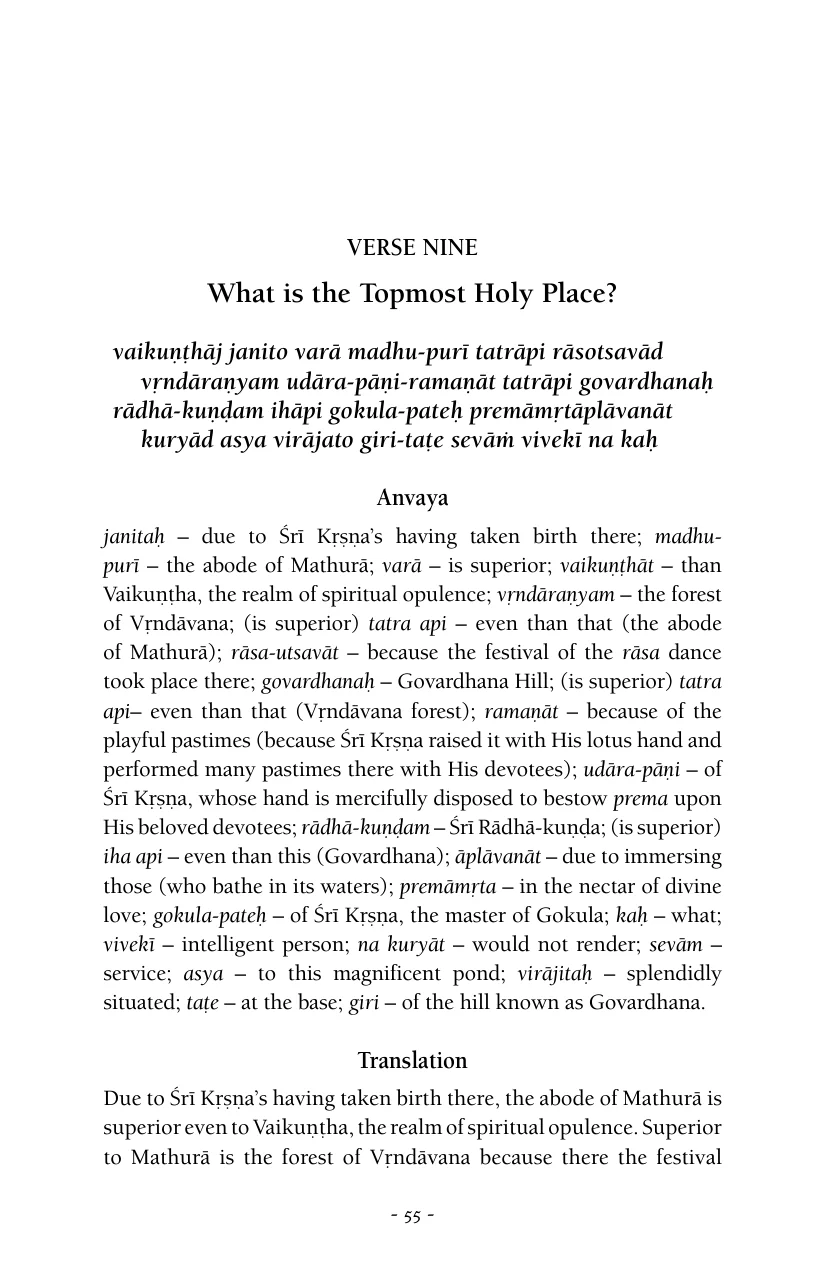 VERSE NINE
What is the Topmost Holy Place?
vaikuṇṭhāj janito varā madhu-purī tatrāpi rāsotsavād
vṛndāraṇyam udāra-pāṇi-ramaṇāt tatrāpi govardhanaḥ
rādhā-kuṇḍam ihāpi gokula-pateḥ premāmṛtāplāvanāt
kuryād asya virājato giri-taṭe sevāṁ vivekī na kaḥ
Anvaya
janitaḥ – due to Śrī Kṛṣṇa’s having taken birth there; madhu-
purī – the abode of Mathurā; varā – is superior; vaikuṇṭhāt – than
Vaikuṇṭha, the realm of spiritual opulence; vṛndāraṇyam – the forest
of Vṛndāvana; (is superior) tatra api – even than that (the abode
of Mathurā); rāsa-utsavāt – because the festival of the rāsa dance
took place there; govardhanaḥ – Govardhana Hill; (is superior) tatra
api– even than that (Vṛndāvana forest); ramaṇāt – because of the
playful pastimes (because Śrī Kṛṣṇa raised it with His lotus hand and
performed many pastimes there with His devotees); udāra-pāṇi – of
Śrī Kṛṣṇa, whose hand is mercifully disposed to bestow prema upon
His beloved devotees; rādhā-kuṇḍam – Śrī Rādhā-kuṇḍa; (is superior)
iha api – even than this (Govardhana); āplāvanāt – due to immersing
those (who bathe in its waters); premāmṛta – in the nectar of divine
love; gokula-pateḥ – of Śrī Kṛṣṇa, the master of Gokula; kaḥ – what;
vivekī – intelligent person; na kuryāt – would not render; sevām –
service; asya – to this magnificent pond; virājitaḥ – splendidly
situated; taṭe – at the base; giri – of the hill known as Govardhana.
Translation
Due to Śrī Kṛṣṇa’s having taken birth there, the abode of Mathurā is
superior even to Vaikuṇṭha, the realm of spiritual opulence. Superior
to Mathurā is the forest of Vṛndāvana because there the festival
- 55 -